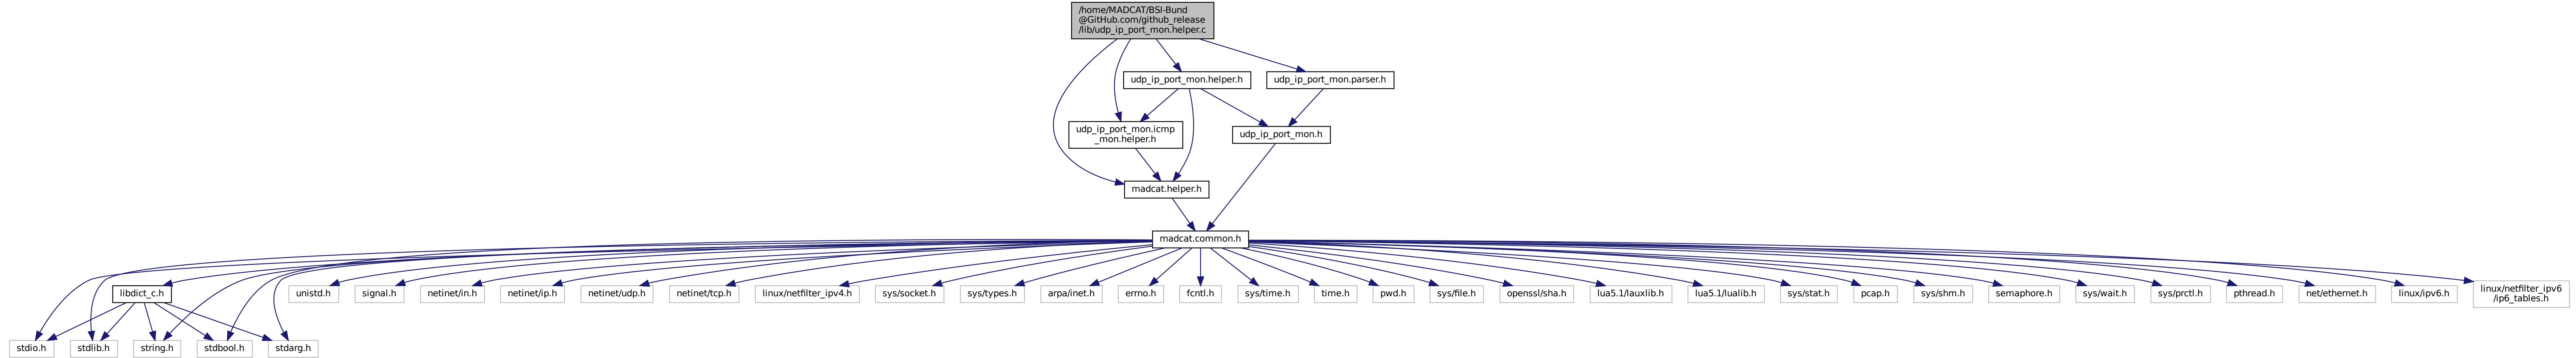 /home/MADCAT/BSI-Bund
@GitHub.com/github_release
/lib/udp_ip_port_mon.helper.c
udp_ip_port_mon.helper.h
udp_ip_port_mon.parser.h
udp_ip_port_mon.icmp
_mon.helper.h
udp_ip_port_mon.h
madcat.helper.h
madcat.common.h
libdict_c.h
unistd.h
signal.h
netinet/in.h
netinet/ip.h
netinet/udp.h
netinet/tcp.h
linux/netfilter_ipv4.h
sys/socket.h
sys/types.h
arpa/inet.h
errno.h
fcntl.h
sys/time.h
time.h
pwd.h
sys/file.h
openssl/sha.h
lua5.1/lauxlib.h
lua5.1/lualib.h
sys/stat.h
pcap.h
sys/shm.h
semaphore.h
sys/wait.h
sys/prctl.h
pthread.h
net/ethernet.h
linux/ipv6.h
linux/netfilter_ipv6
/ip6_tables.h
stdio.h
stdlib.h
string.h
stdbool.h
stdarg.h